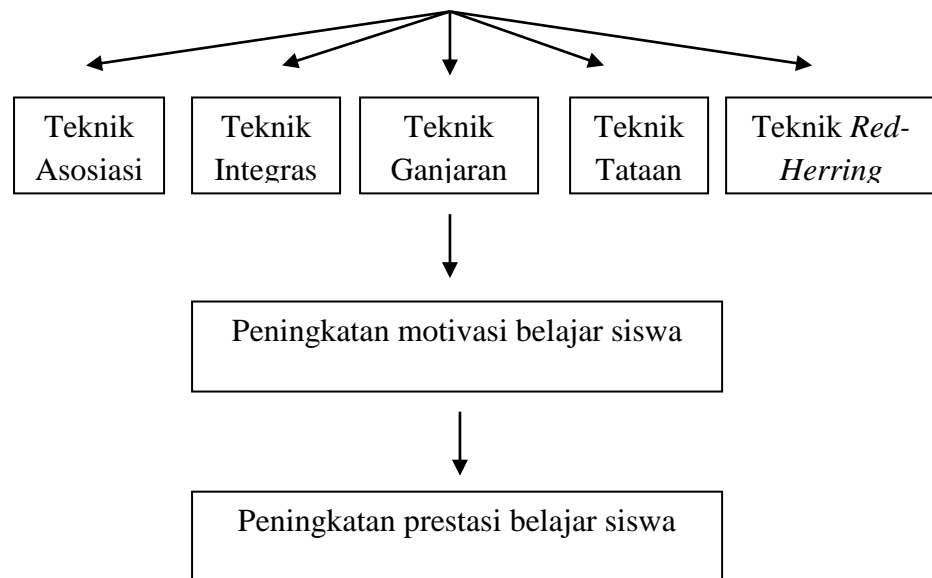 Teknik
Asosiasi
Teknik
Integras
Teknik
Ganjaran
Teknik
Tataan
Teknik Red-
Herring
Peningkatan motivasi belajar siswa
Peningkatan prestasi belajar siswa